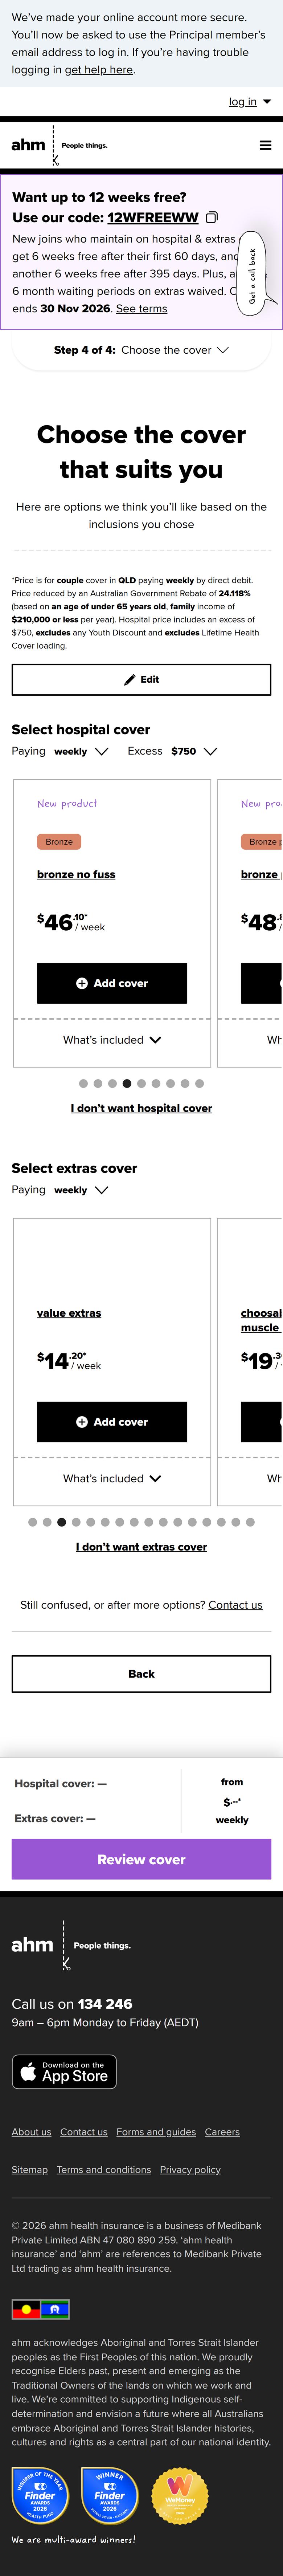 We've made your online account more secure.
You'll now be asked to use the Principal member's
email address to log in. If you're having trouble
logging in get help here.
log in
ahm People things.
Want up to 12 weeks free?
Use our code: 12WFREEWW
New joins who maintain on hospital & extras
get 6 weeks free after their first 60 days, and
another 6 weeks free after 395 days. Plus,
6 month waiting periods on extras waived.
ends 30 Nov 2026. See terms
Get a call back
Step 4 of 4: Choose the cover
Choose the cover
that suits you
Here are options we think you'll like based on the
inclusions you chose
*Price is for couple cover in QLD paying weekly by direct debit.
Price reduced by an Australian Government Rebate of 24.118%
(based on an age of under 65 years old, family income of
$210,000 or less per year). Hospital price includes an excess of
$750, excludes any Youth Discount and excludes Lifetime Health
Cover loading.
Edit
Select hospital cover
Paying weekly Excess $750
New product
Bronze
bronze no fuss
$46.10* / week
Add cover
What's included
New pro
Bronze
bronze
$48
I don't want hospital cover
Select extras cover
Paying weekly
value extras
$14.20* / week
Add cover
What's included
choosa
muscle
$19.3
I don't want extras cover
Still confused, or after more options? Contact us
Back
Hospital cover: —
Extras cover: —
from
$-.--*
weekly
Review cover
ahm People things.
Call us on 134 246
9am – 6pm Monday to Friday (AEDT)
Download on the
App Store
About us Contact us Forms and guides Careers
Sitemap Terms and conditions Privacy policy
© 2026 ahm health insurance is a business of Medibank
Private Limited ABN 47 080 890 259. 'ahm health
insurance' and 'ahm' are references to Medibank Private
Ltd trading as ahm health insurance.
ahm acknowledges Aboriginal and Torres Strait Islander
peoples as the First Peoples of this nation. We proudly
recognise Elders past, present and emerging as the
Traditional Owners of the lands on which we work and
live. We're committed to supporting Indigenous self-
determination and envision a future where all Australians
embrace Aboriginal and Torres Strait Islander histories,
cultures and rights as a central part of our national identity.
INSURER OF THE YEAR
Finder
AWARDS
2026
HEALTH FUND
WINNER
Finder
AWARDS
2026
WeMoney
We are multi-award winners!